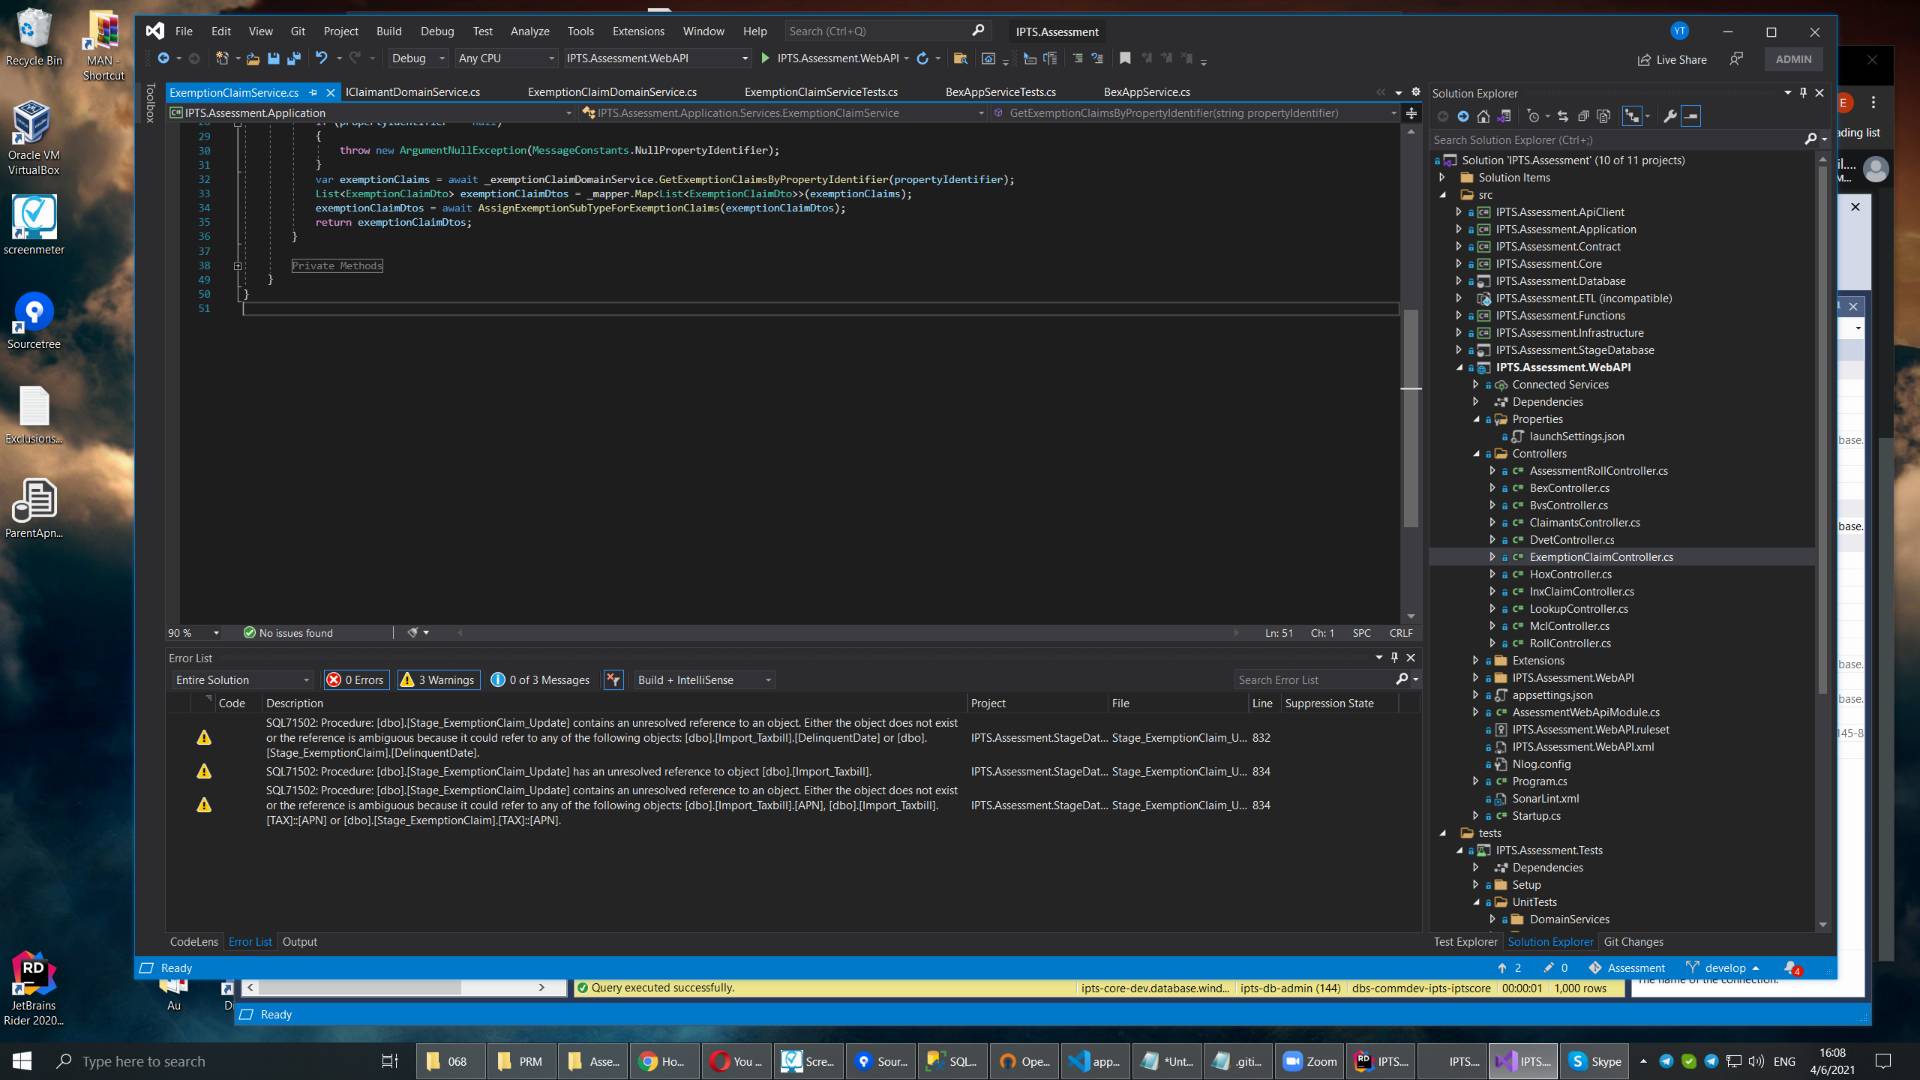 Recycle Bin
MAN - Shortcut
Oracle VM VirtualBox
screenmeter
Sourcetree
Exclusions...
ParentApn...
JetBrains Rider 2020...
Au
File Edit View Git Project Build Debug Test Analyze Tools Extensions Window Help Search (Ctrl+Q) IPTS.Assessment YT
Debug Any CPU IPTS.Assessment.WebAPI IPTS.Assessment.WebAPI Live Share ADMIN
Toolbox
ExemptionClaimService.cs IClaimantDomainService.cs ExemptionClaimDomainService.cs ExemptionClaimServiceTests.cs BexAppServiceTests.cs BexAppService.cs
IPTS.Assessment.Application IPTS.Assessment.Application.Services.ExemptionClaimService GetExemptionClaimsByPropertyIdentifier(string propertyIdentifier)
29 {
30 throw new ArgumentNullException(MessageConstants.NullPropertyIdentifier);
31 }
32 var exemptionClaims = await _exemptionClaimDomainService.GetExemptionClaimsByPropertyIdentifier(propertyIdentifier);
33 List<ExemptionClaimDto> exemptionClaimDtos = _mapper.Map<List<ExemptionClaimDto>>(exemptionClaims);
34 exemptionClaimDtos = await AssignExemptionSubTypeForExemptionClaims(exemptionClaimDtos);
35 return exemptionClaimDtos;
36 }
37
38 Private Methods
49 }
50 }
51
90 % No issues found Ln: 51 Ch: 1 SPC CRLF
Error List
Entire Solution 0 Errors 3 Warnings 0 of 3 Messages Build + IntelliSense Search Error List
Code Description Project File Line Suppression State
SQL71502: Procedure: [dbo].[Stage_ExemptionClaim_Update] contains an unresolved reference to an object. Either the object does not exist
or the reference is ambiguous because it could refer to any of the following objects: [dbo].[Import_Taxbill].[DelinquentDate] or [dbo]. IPTS.Assessment.StageDat... Stage_ExemptionClaim_U... 832
[Stage_ExemptionClaim].[DelinquentDate].
SQL71502: Procedure: [dbo].[Stage_ExemptionClaim_Update] has an unresolved reference to object [dbo].[Import_Taxbill]. IPTS.Assessment.StageDat... Stage_ExemptionClaim_U... 834
SQL71502: Procedure: [dbo].[Stage_ExemptionClaim_Update] contains an unresolved reference to an object. Either the object does not exist
or the reference is ambiguous because it could refer to any of the following objects: [dbo].[Import_Taxbill].[APN], [dbo].[Import_Taxbill]. IPTS.Assessment.StageDat... Stage_ExemptionClaim_U... 834
[TAX]::[APN] or [dbo].[Stage_ExemptionClaim].[TAX]::[APN].
CodeLens Error List Output
Solution Explorer
Search Solution Explorer (Ctrl+;)
Solution 'IPTS.Assessment' (10 of 11 projects)
Solution Items
src
IPTS.Assessment.ApiClient
IPTS.Assessment.Application
IPTS.Assessment.Contract
IPTS.Assessment.Core
IPTS.Assessment.Database
IPTS.Assessment.ETL (incompatible)
IPTS.Assessment.Functions
IPTS.Assessment.Infrastructure
IPTS.Assessment.StageDatabase
IPTS.Assessment.WebAPI
Connected Services
Dependencies
Properties
launchSettings.json
Controllers
AssessmentRollController.cs
BexController.cs
BvsController.cs
ClaimantsController.cs
DvetController.cs
ExemptionClaimController.cs
HoxController.cs
InxClaimController.cs
LookupController.cs
MclController.cs
RollController.cs
Extensions
IPTS.Assessment.WebAPI
appsettings.json
AssessmentWebApiModule.cs
IPTS.Assessment.WebAPI.ruleset
IPTS.Assessment.WebAPI.xml
Nlog.config
Program.cs
SonarLint.xml
Startup.cs
tests
IPTS.Assessment.Tests
Dependencies
Setup
UnitTests
DomainServices
Test Explorer Solution Explorer Git Changes
E
ading list
base.
base.
base.
base.
145-8
Ready 2 0 Assessment develop 4
Query executed successfully. ipts-core-dev.database.wind... ipts-db-admin (144) dbs-commdev-ipts-iptscore 00:00:01 1,000 rows
The name of the connection.
Ready
Type here to search 068 PRM Asse... Ho... You ... Scre... Sour... SQL... Ope... app... *Unt... .giti... Zoom IPTS... IPTS... IPTS... Skype ENG 16:08
4/6/2021